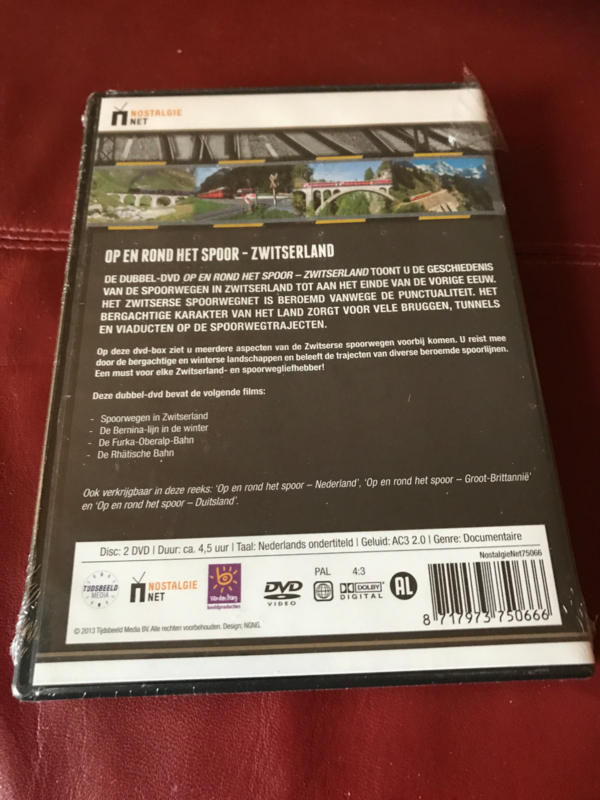 NOSTALGIE
NET
OP EN ROND HET SPOOR – ZWITSERLAND
DE DUBBEL-DVD OP EN ROND HET SPOOR – ZWITSERLAND TOONT U DE GESCHIEDENIS
VAN DE SPOORWEGEN IN ZWITSERLAND TOT AAN HET EINDE VAN DE VORIGE EEUW.
HET ZWITSERSE SPOORWEGNET IS BEROEMD VANWEGE DE PUNCTUALITEIT. HET
BERGACHTIGE KARAKTER VAN HET LAND ZORGT VOOR VELE BRUGGEN, TUNNELS
EN VIADUCTEN OP DE SPOORWEGTRAJECTEN.
Op deze dvd-box ziet u meerdere aspecten van de Zwitserse spoorwegen voorbij komen. U reist mee
door de bergachtige en winterse landschappen en beleeft de trajecten van diverse beroemde spoorlijnen.
Een must voor elke Zwitserland- en spoorwegliefhebber!
Deze dubbel-dvd bevat de volgende films:
- Spoorwegen in Zwitserland
- De Bernina-lijn in de winter
- De Furka-Oberalp-Bahn
- De Rhätische Bahn
Ook verkrijgbaar in deze reeks: 'Op en rond het spoor – Nederland', 'Op en rond het spoor – Groot-Brittannië'
en 'Op en rond het spoor – Duitsland'.
Disc: 2 DVD | Duur: ca. 4,5 uur | Taal: Nederlands ondertiteld | Geluid: AC3 2.0 | Genre: Documentaire
NostalgieNet75066
TIJDSBEELD
MEDIA
NOSTALGIE
NET
beeldproducties
DVD
VIDEO
PAL
4:3
DOLBY
DIGITAL
AL
8 717973 750666
© 2013 Tijdsbeeld Media BV. Alle rechten voorbehouden. Design: NGNG.